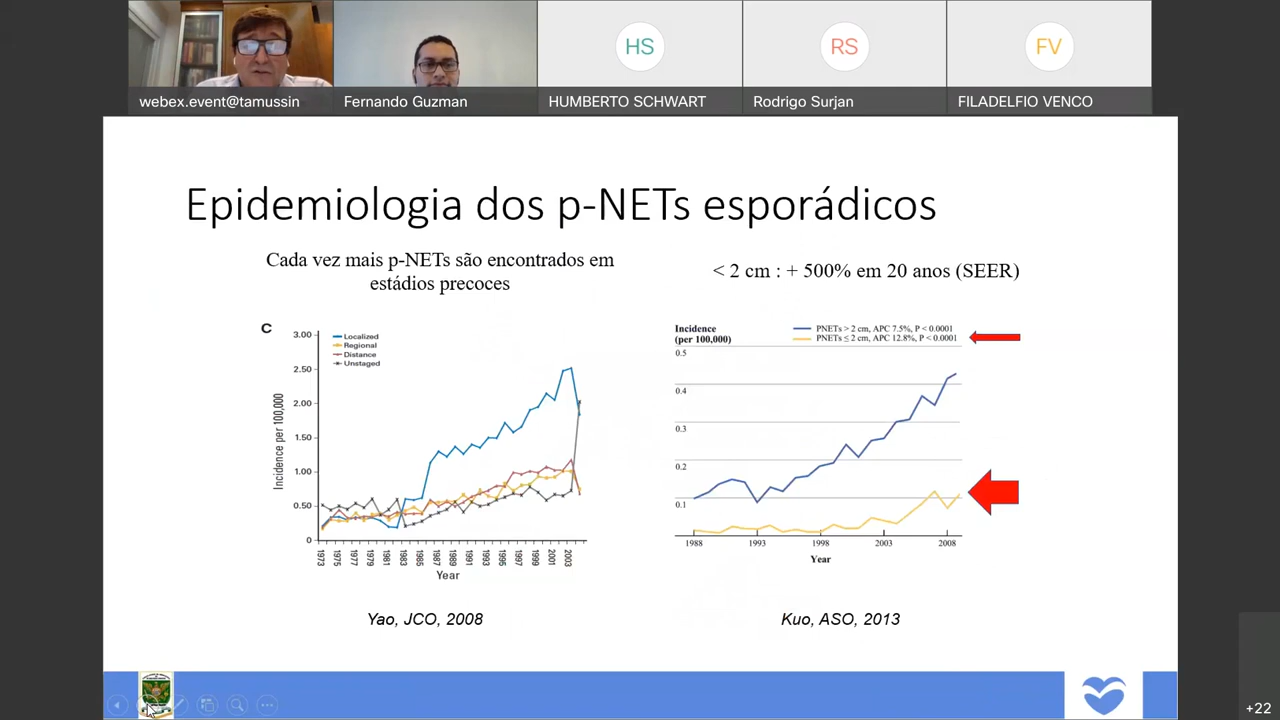 HS
RS
FV
webex.event@tamussin
Fernando Guzman
HUMBERTO SCHWART
Rodrigo Surjan
FILADELFIO VENCO
Epidemiologia dos p-NETs esporádicos
Cada vez mais p-NETs são encontrados em
estádios precoces
< 2 cm : + 500% em 20 anos (SEER)
C
3.00
2.50
2.00
1.50
1.00
0.50
0
Incidence per 100,000
Localized
Regional
Distance
Unstaged
1973
1975
1977
1979
1981
1983
1985
1987
1989
1991
1993
1995
1997
1999
2001
2003
Year
Incidence
(per 100,000)
PNETs > 2 cm, APC 7.5%, P < 0.0001
PNETs ≤ 2 cm, APC 12.8%, P < 0.0001
0.5
0.4
0.3
0.2
0.1
1988
1993
1998
2003
2008
Year
Yao, JCO, 2008
Kuo, ASO, 2013
+22